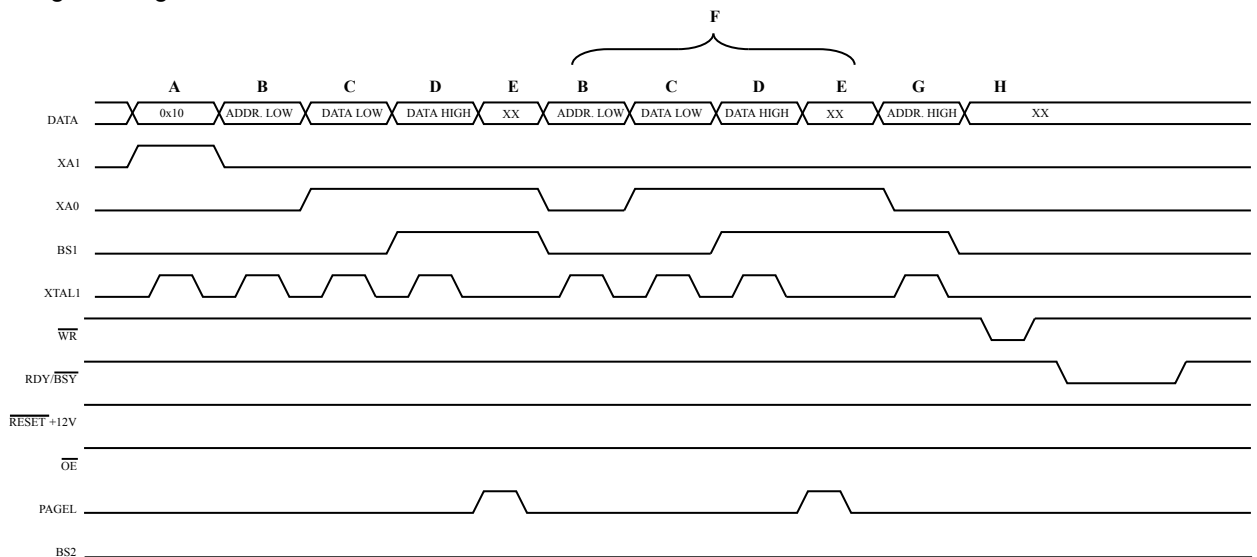 F
A B C D E B C D E G H
DATA 0x10 ADDR. LOW DATA LOW DATA HIGH XX ADDR. LOW DATA LOW DATA HIGH XX ADDR. HIGH XX
XA1
XA0
BS1
XTAL1
WR
RDY/BSY
RESET +12V
OE
PAGEL
BS2